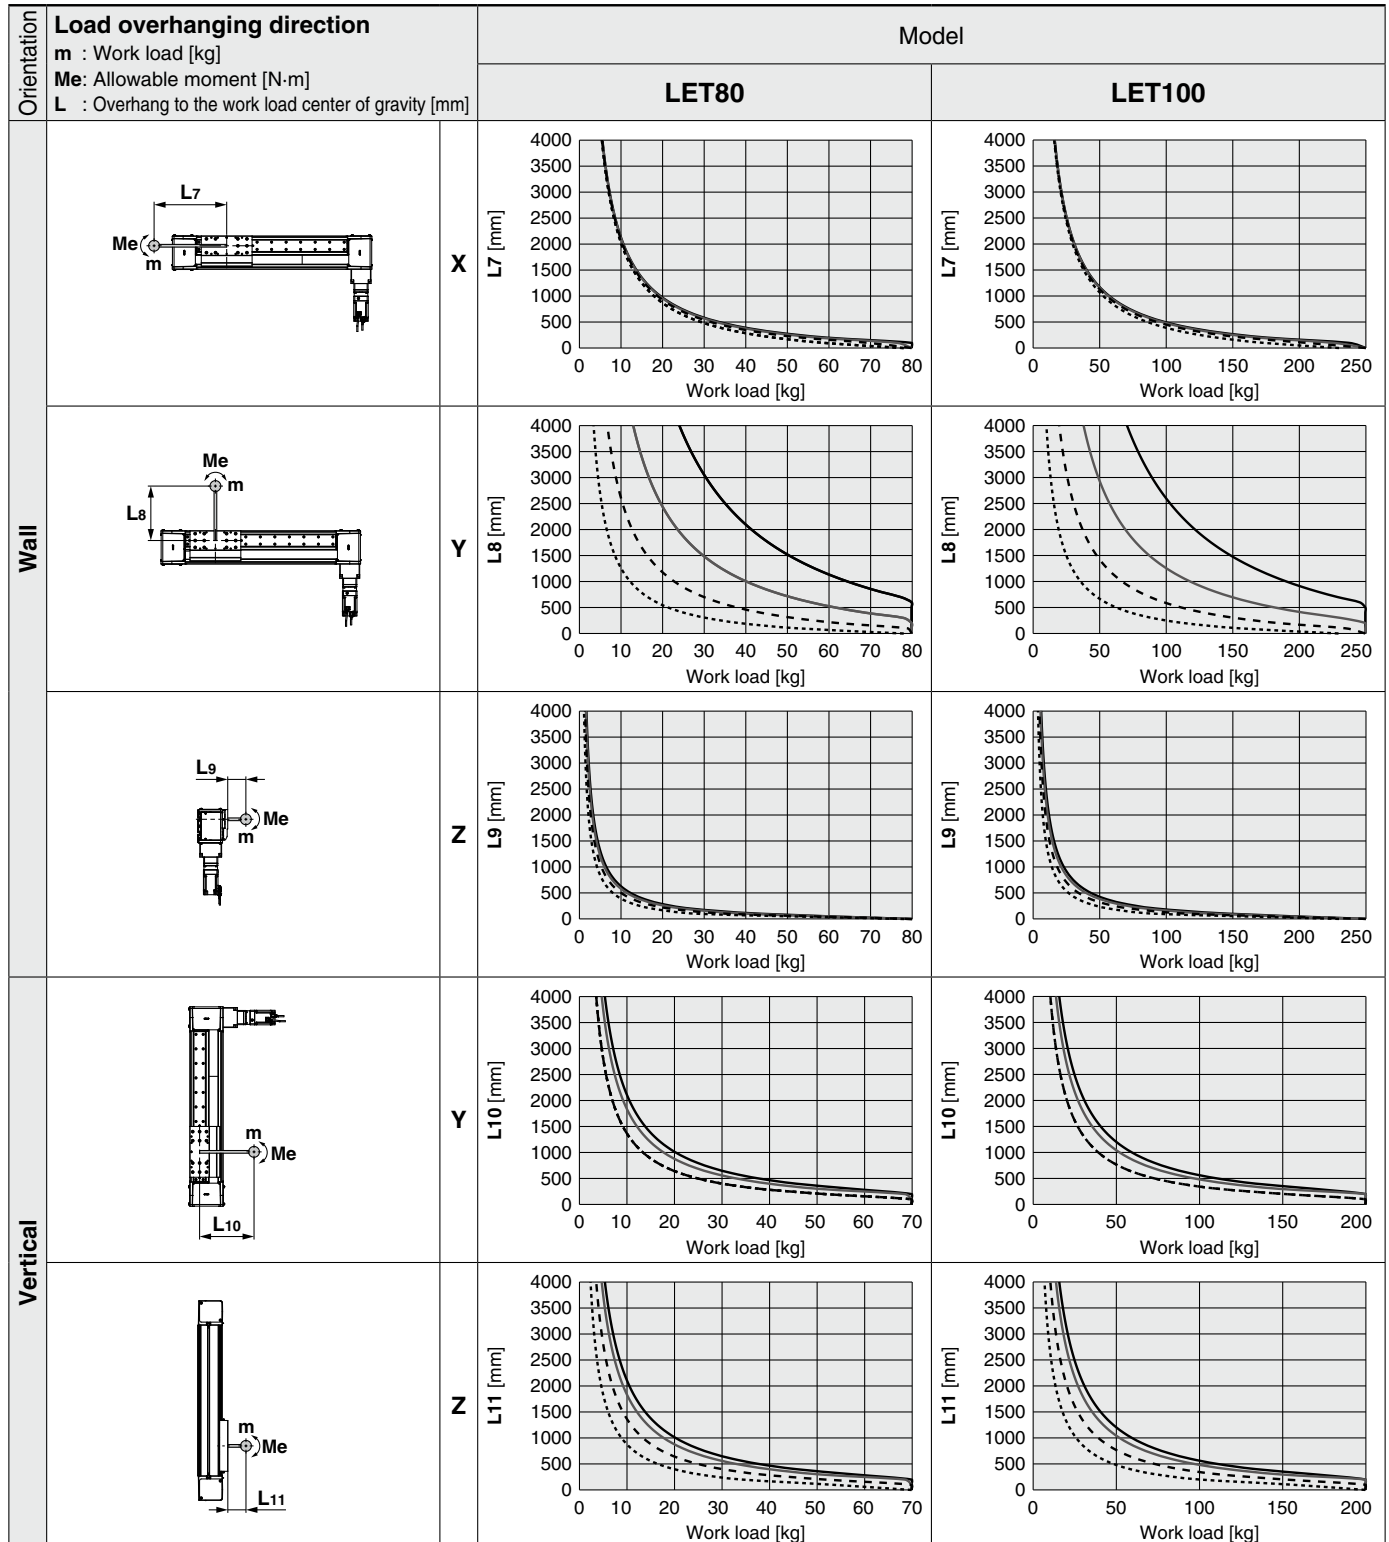 Orientation
Load overhanging direction
m : Work load [kg]
Me: Allowable moment [N·m]
L : Overhang to the work load center of gravity [mm]
Model
LET80
LET100
Wall
L7
Me
m
X
L7 [mm]
4000
3500
3000
2500
2000
1500
1000
500
0
0 10 20 30 40 50 60 70 80
Work load [kg]
L7 [mm]
4000
3500
3000
2500
2000
1500
1000
500
0
0 50 100 150 200 250
Work load [kg]
Me
m
L8
Y
L8 [mm]
4000
3500
3000
2500
2000
1500
1000
500
0
0 10 20 30 40 50 60 70 80
Work load [kg]
L8 [mm]
4000
3500
3000
2500
2000
1500
1000
500
0
0 50 100 150 200 250
Work load [kg]
L9
Me
m
Z
L9 [mm]
4000
3500
3000
2500
2000
1500
1000
500
0
0 10 20 30 40 50 60 70 80
Work load [kg]
L9 [mm]
4000
3500
3000
2500
2000
1500
1000
500
0
0 50 100 150 200 250
Work load [kg]
Vertical
m
Me
L10
Y
L10 [mm]
4000
3500
3000
2500
2000
1500
1000
500
0
0 10 20 30 40 50 60 70
Work load [kg]
L10 [mm]
4000
3500
3000
2500
2000
1500
1000
500
0
0 50 100 150 200
Work load [kg]
m
Me
L11
Z
L11 [mm]
4000
3500
3000
2500
2000
1500
1000
500
0
0 10 20 30 40 50 60 70
Work load [kg]
L11 [mm]
4000
3500
3000
2500
2000
1500
1000
500
0
0 50 100 150 200
Work load [kg]